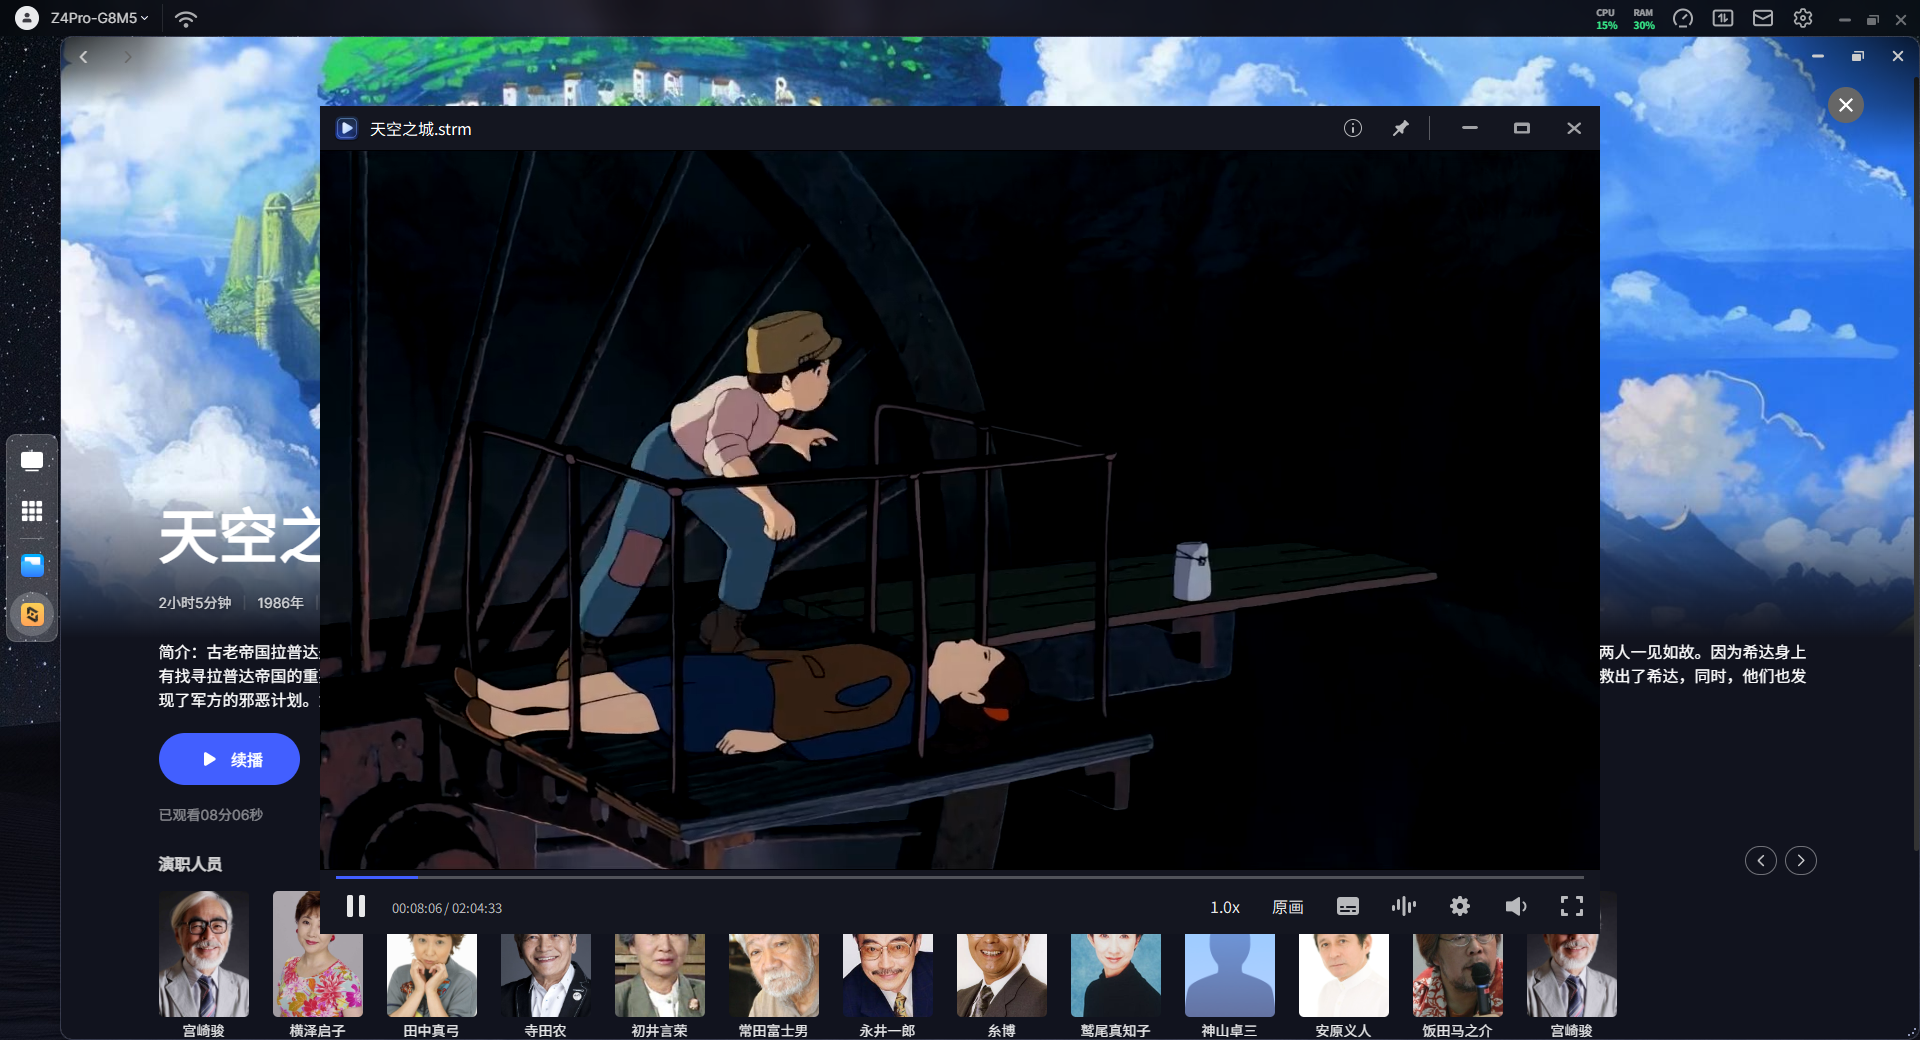 Z4Pro-G8M5
CPU
15%
RAM
30%
天空之城.strm
天空之
2小时5分钟
1986年
简介：古老帝国拉普达
两人一见如故。因为希达身上
有找寻拉普达帝国的重
救出了希达，同时，他们也发
现了军方的邪恶计划。
续播
已观看08分06秒
演职人员
00:08:06 / 02:04:33
1.0x
原画
宫崎骏
横泽启子
田中真弓
寺田农
初井言荣
常田富士男
永井一郎
糸博
鹫尾真知子
神山卓三
安原义人
饭田马之介
宫崎骏